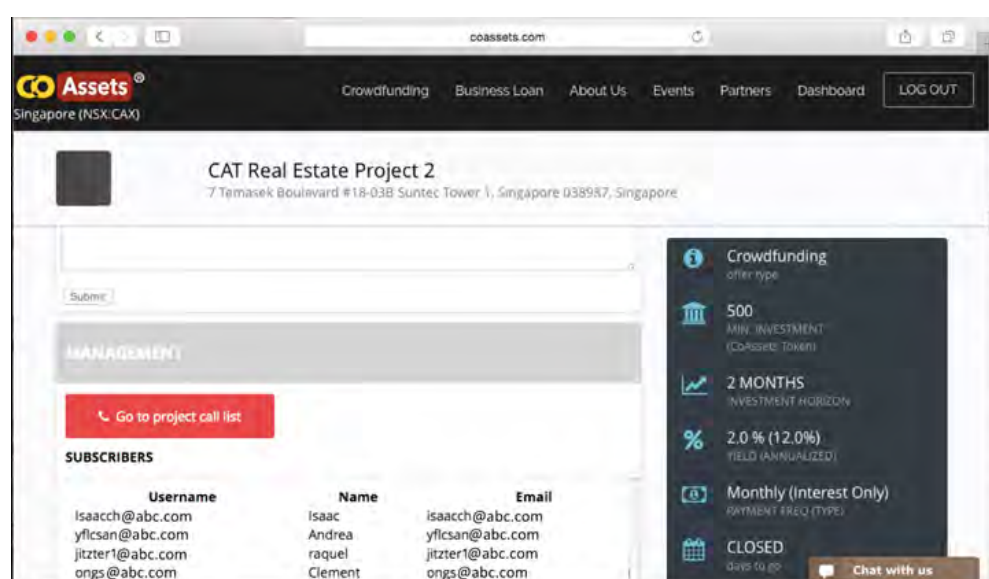 coassets.com
CO Assets®
Singapore (NSX:CAX)
Crowdfunding Business Loan About Us Events Partners Dashboard LOG OUT
CAT Real Estate Project 2
7 Temasek Boulevard #18-03B Suntec Tower 1, Singapore 038987, Singapore
Submit
MANAGEMENT
Go to project call list
SUBSCRIBERS
Username Name Email
isaacch@abc.com Isaac isaacch@abc.com
yflcsan@abc.com Andrea yflcsan@abc.com
jitzter1@abc.com raquel jitzter1@abc.com
ongs@abc.com Clement ongs@abc.com
Crowdfunding
offer type
500
MIN. INVESTMENT
(CoAssets Token)
2 MONTHS
INVESTMENT HORIZON
2.0 % (12.0%)
YIELD (ANNUALIZED)
Monthly (Interest Only)
PAYMENT FREQ (TYPE)
CLOSED
days to go
Chat with us